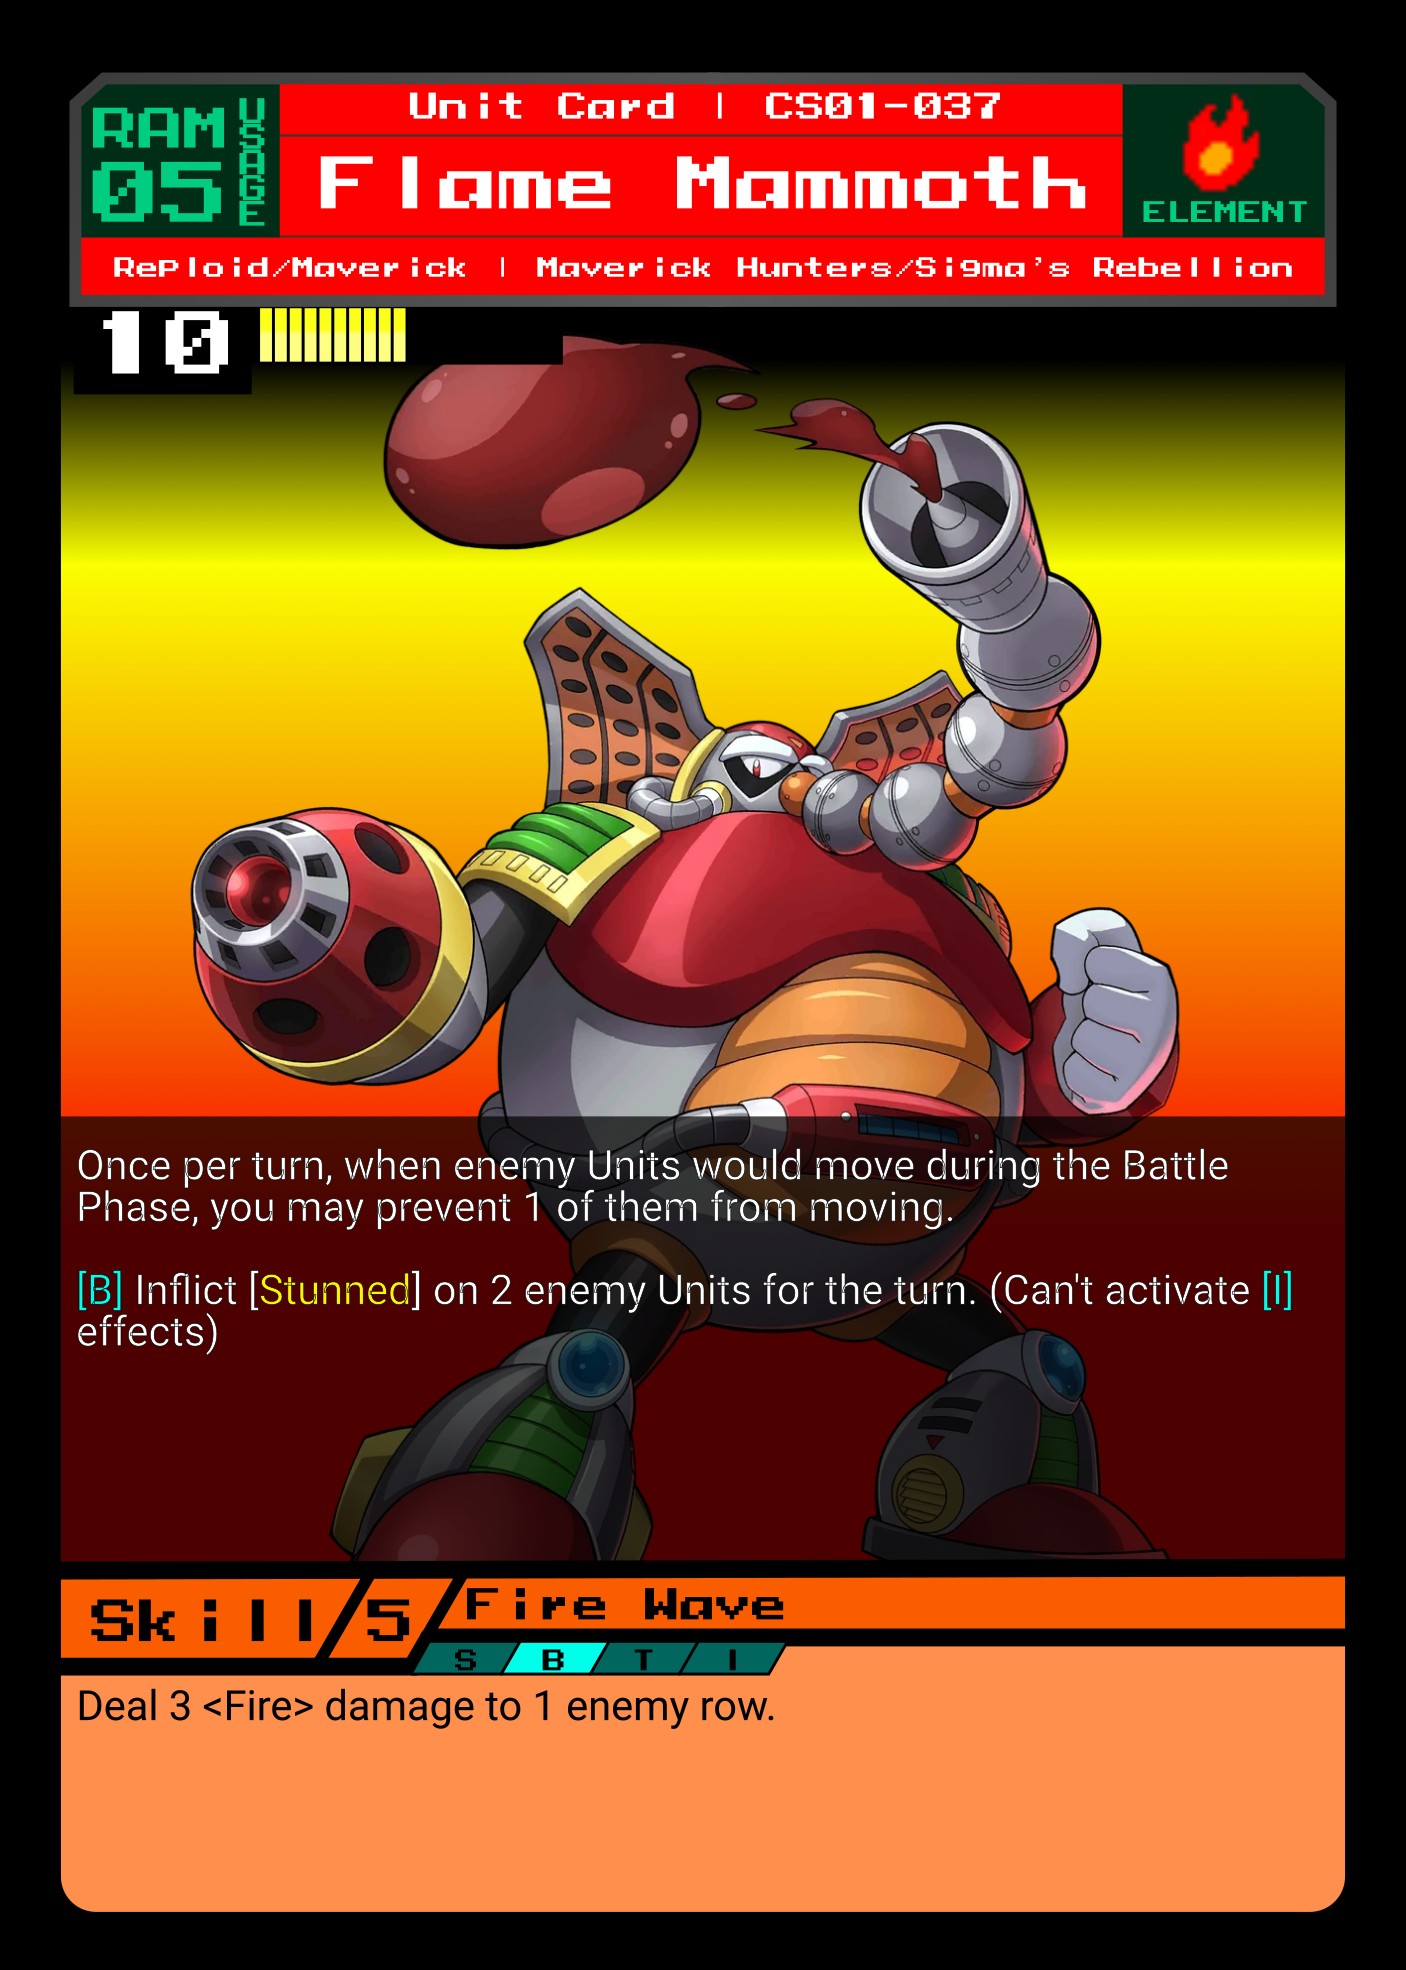 Unit Card | CS01-037
RAM
05
USAGE
Flame Mammoth
ELEMENT
Reploid/Maverick | Maverick Hunters/Sigma's Rebellion
10
Once per turn, when enemy Units would move during the Battle
Phase, you may prevent 1 of them from moving.
[B] Inflict [Stunned] on 2 enemy Units for the turn. (Can't activate [I]
effects)
Skill/5/Fire Wave
S B T I
Deal 3 <Fire> damage to 1 enemy row.